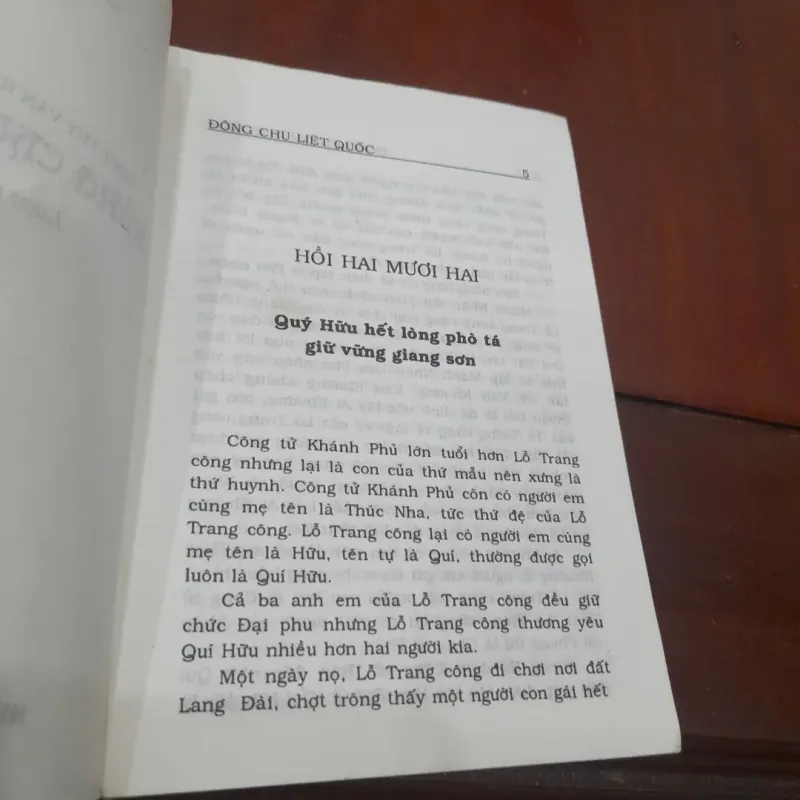 ĐÔNG CHU LIỆT QUỐC
5
HỒI HAI MƯƠI HAI
Quý Hữu hết lòng phò tá
giữ vững giang sơn
Công tử Khánh Phủ lớn tuổi hơn Lỗ Trang
công nhưng lại là con của thứ mẫu nên xưng là
thứ huynh. Công tử Khánh Phủ còn có người em
cùng mẹ tên là Thúc Nha, tức thứ đệ của Lỗ
Trang công. Lỗ Trang công lại có người em cùng
mẹ tên là Hữu, tên tự là Quí, thường được gọi
luôn là Quí Hữu.
Cả ba anh em của Lỗ Trang công đều giữ
chức Đại phu nhưng Lỗ Trang công thương yêu
Quí Hữu nhiều hơn hai người kia.
Một ngày nọ, Lỗ Trang công đi chơi nơi đất
Lang Đài, chợt trông thấy một người con gái hết